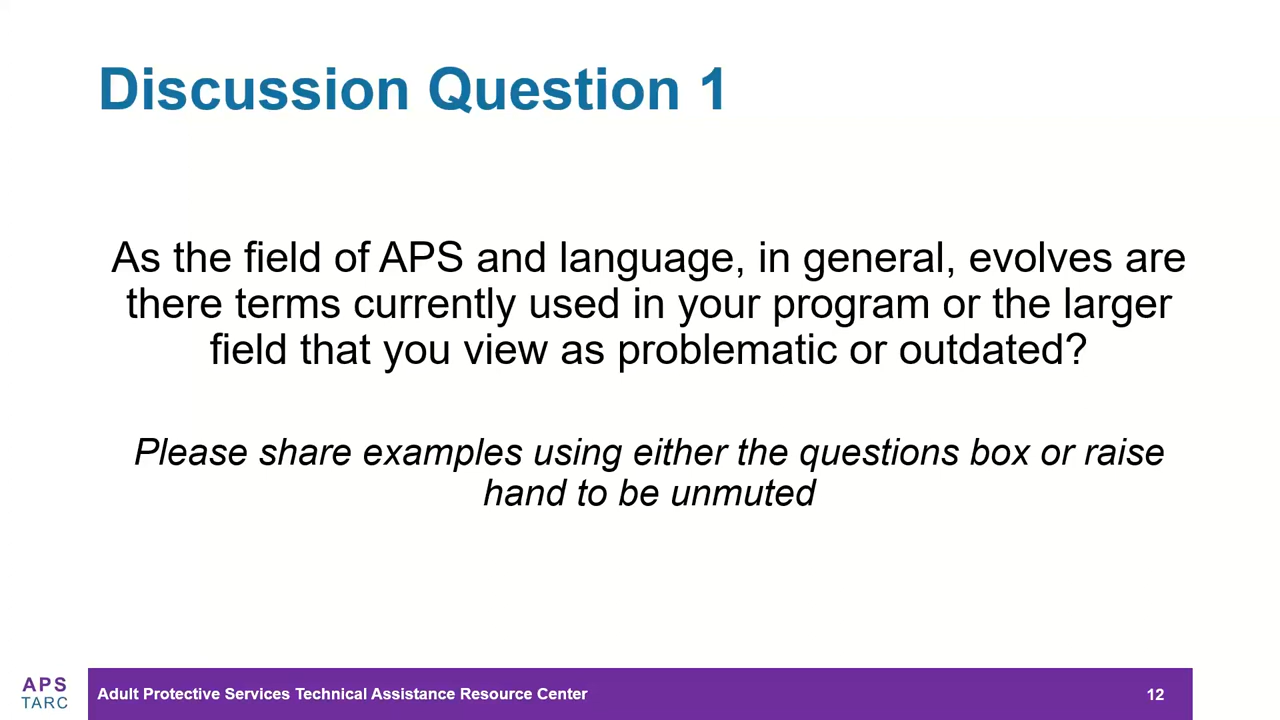 Discussion Question 1
As the field of APS and language, in general, evolves are
there terms currently used in your program or the larger
field that you view as problematic or outdated?
Please share examples using either the questions box or raise
hand to be unmuted
APS
TARC
Adult Protective Services Technical Assistance Resource Center
12